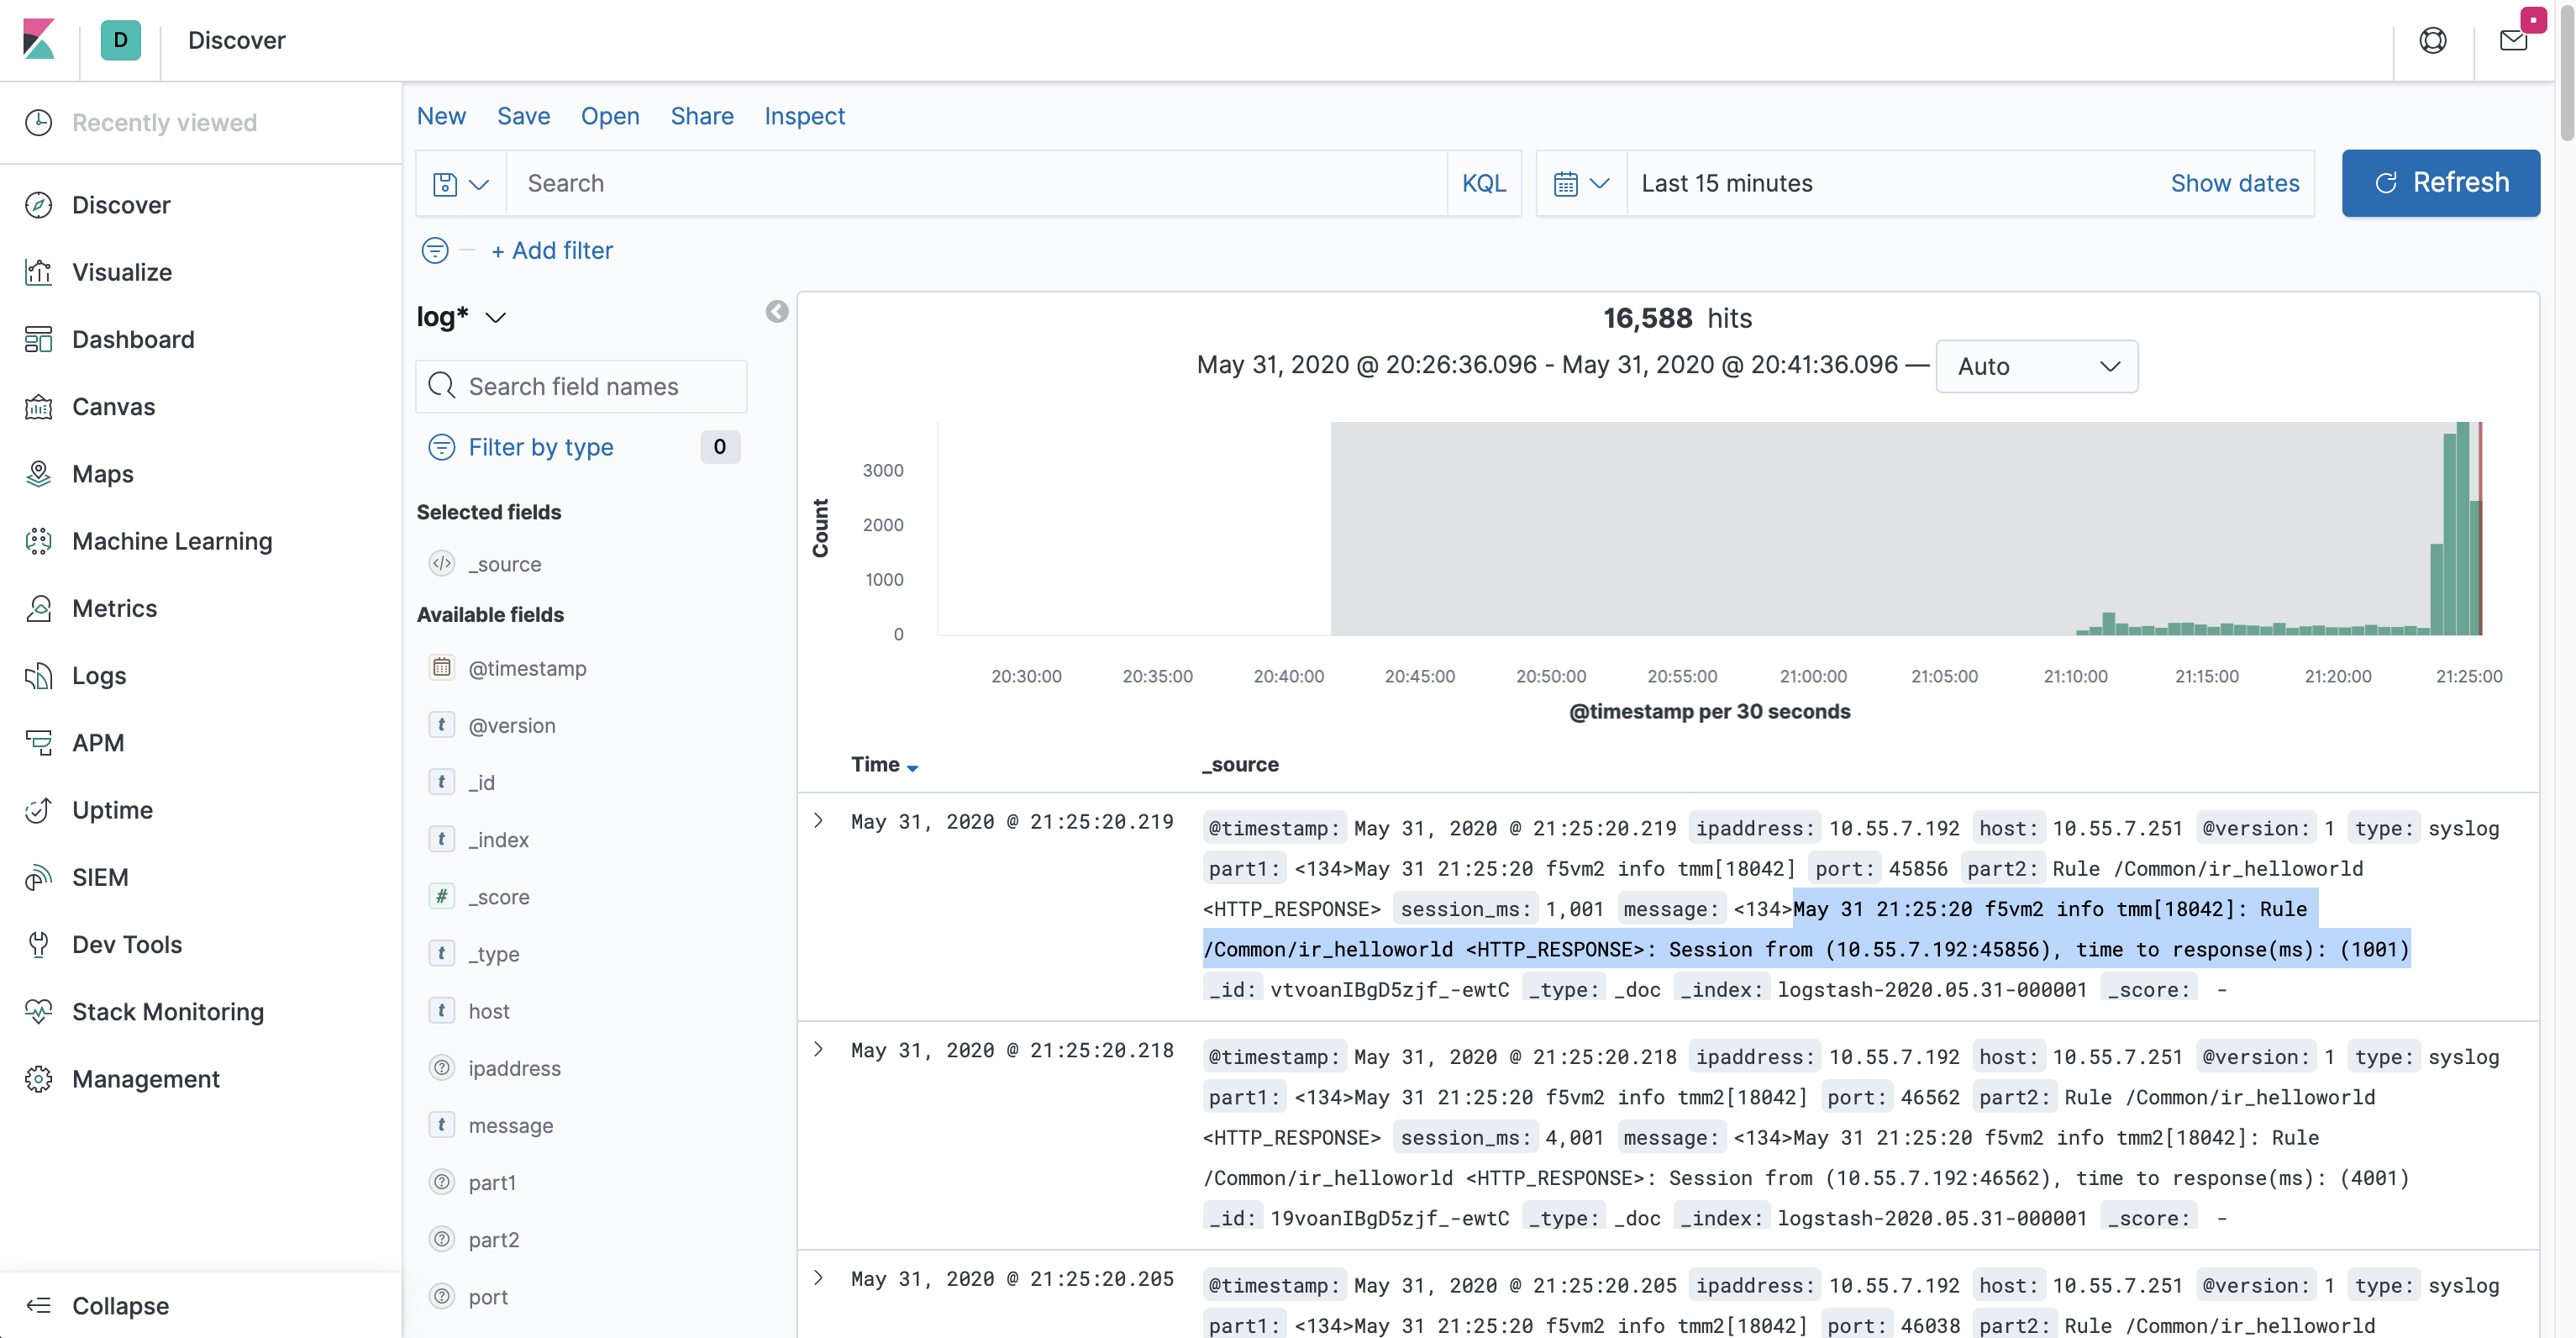 D
Discover
Recently viewed
Discover
Visualize
Dashboard
Canvas
Maps
Machine Learning
Metrics
Logs
APM
Uptime
SIEM
Dev Tools
Stack Monitoring
Management
Collapse
New Save Open Share Inspect
Search KQL Last 15 minutes Show dates Refresh
+ Add filter
log*
Search field names
Filter by type 0
Selected fields
_source
Available fields
@timestamp
t @version
t _id
t _index
# _score
t _type
t host
? ipaddress
t message
? part1
? part2
? port
16,588 hits
May 31, 2020 @ 20:26:36.096 - May 31, 2020 @ 20:41:36.096 — Auto
Count
3000
2000
1000
0
20:30:00 20:35:00 20:40:00 20:45:00 20:50:00 20:55:00 21:00:00 21:05:00 21:10:00 21:15:00 21:20:00 21:25:00
@timestamp per 30 seconds
Time _source
May 31, 2020 @ 21:25:20.219 @timestamp: May 31, 2020 @ 21:25:20.219 ipaddress: 10.55.7.192 host: 10.55.7.251 @version: 1 type: syslog
part1: <134>May 31 21:25:20 f5vm2 info tmm[18042] port: 45856 part2: Rule /Common/ir_helloworld
<HTTP_RESPONSE> session_ms: 1,001 message: <134>May 31 21:25:20 f5vm2 info tmm[18042]: Rule
/Common/ir_helloworld <HTTP_RESPONSE>: Session from (10.55.7.192:45856), time to response(ms): (1001)
_id: vtvoanIBgD5zjf_-ewtC _type: _doc _index: logstash-2020.05.31-000001 _score: -
May 31, 2020 @ 21:25:20.218 @timestamp: May 31, 2020 @ 21:25:20.218 ipaddress: 10.55.7.192 host: 10.55.7.251 @version: 1 type: syslog
part1: <134>May 31 21:25:20 f5vm2 info tmm2[18042] port: 46562 part2: Rule /Common/ir_helloworld
<HTTP_RESPONSE> session_ms: 4,001 message: <134>May 31 21:25:20 f5vm2 info tmm2[18042]: Rule
/Common/ir_helloworld <HTTP_RESPONSE>: Session from (10.55.7.192:46562), time to response(ms): (4001)
_id: 19voanIBgD5zjf_-ewtC _type: _doc _index: logstash-2020.05.31-000001 _score: -
May 31, 2020 @ 21:25:20.205 @timestamp: May 31, 2020 @ 21:25:20.205 ipaddress: 10.55.7.192 host: 10.55.7.251 @version: 1 type: syslog
part1: <134>May 31 21:25:20 f5vm2 info tmm2[18042] port: 46038 part2: Rule /Common/ir_helloworld